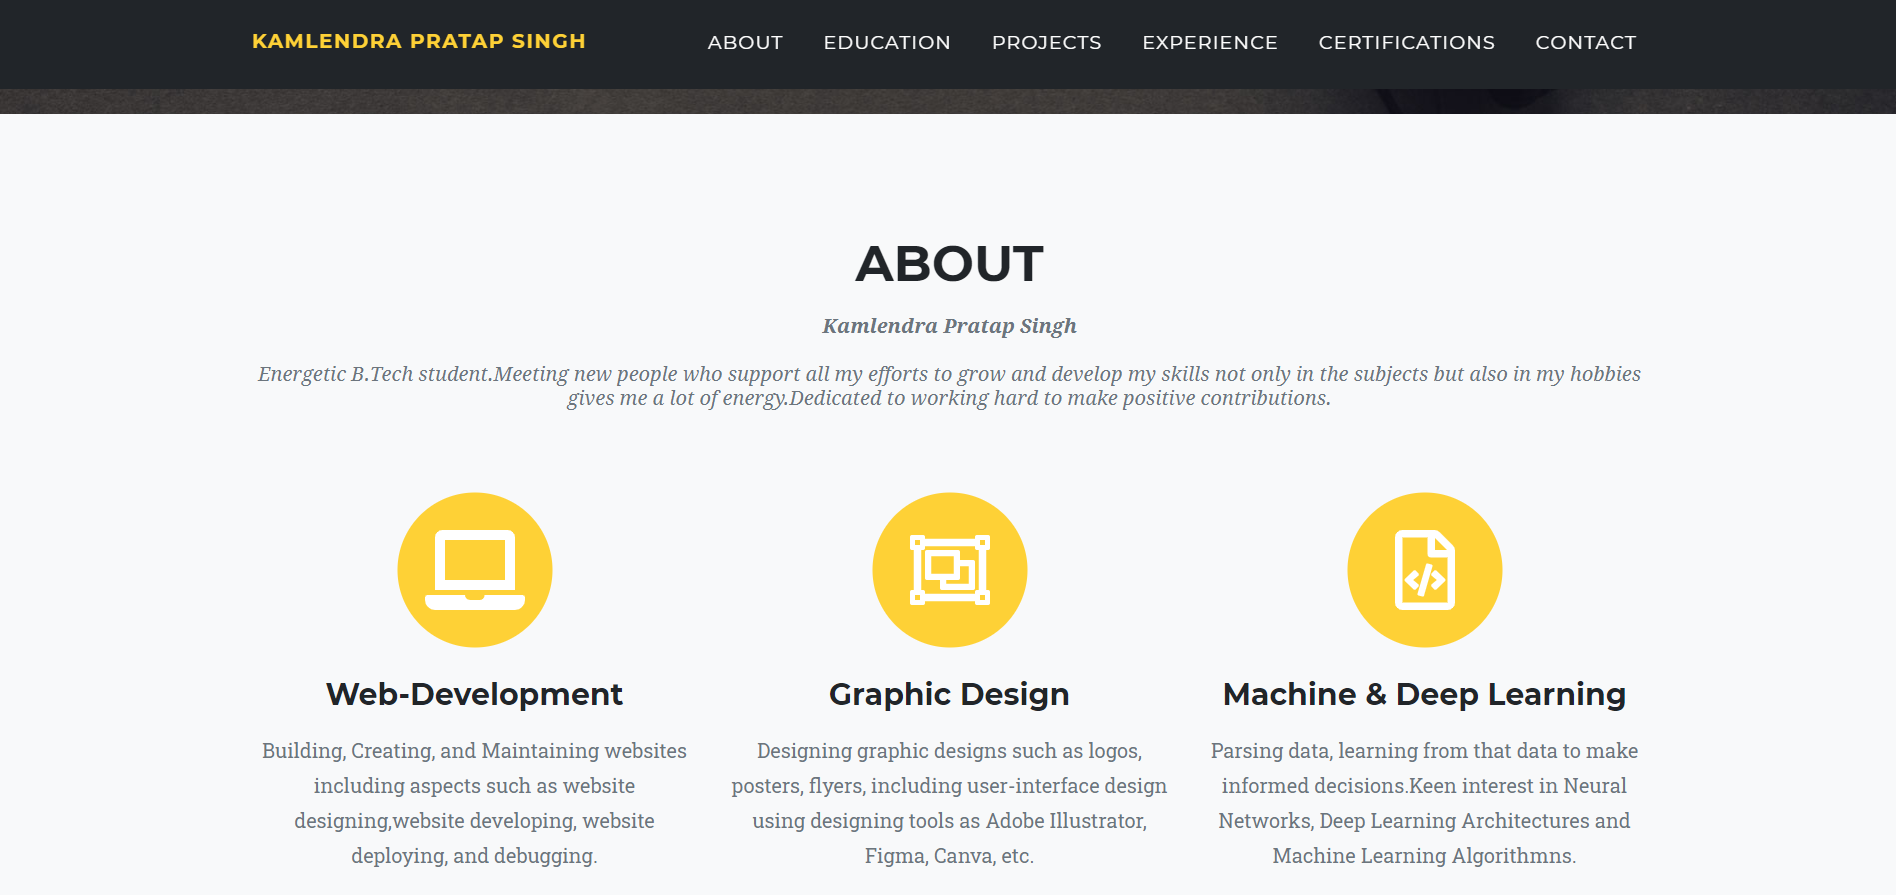 KAMLENDRA PRATAP SINGH
ABOUT
EDUCATION
PROJECTS
EXPERIENCE
CERTIFICATIONS
CONTACT
ABOUT
Kamlendra Pratap Singh
Energetic B.Tech student.Meeting new people who support all my efforts to grow and develop my skills not only in the subjects but also in my hobbies
gives me a lot of energy.Dedicated to working hard to make positive contributions.
Web-Development
Building, Creating, and Maintaining websites
including aspects such as website
designing,website developing, website
deploying, and debugging.
Graphic Design
Designing graphic designs such as logos,
posters, flyers, including user-interface design
using designing tools as Adobe Illustrator,
Figma, Canva, etc.
Machine & Deep Learning
Parsing data, learning from that data to make
informed decisions.Keen interest in Neural
Networks, Deep Learning Architectures and
Machine Learning Algorithmns.